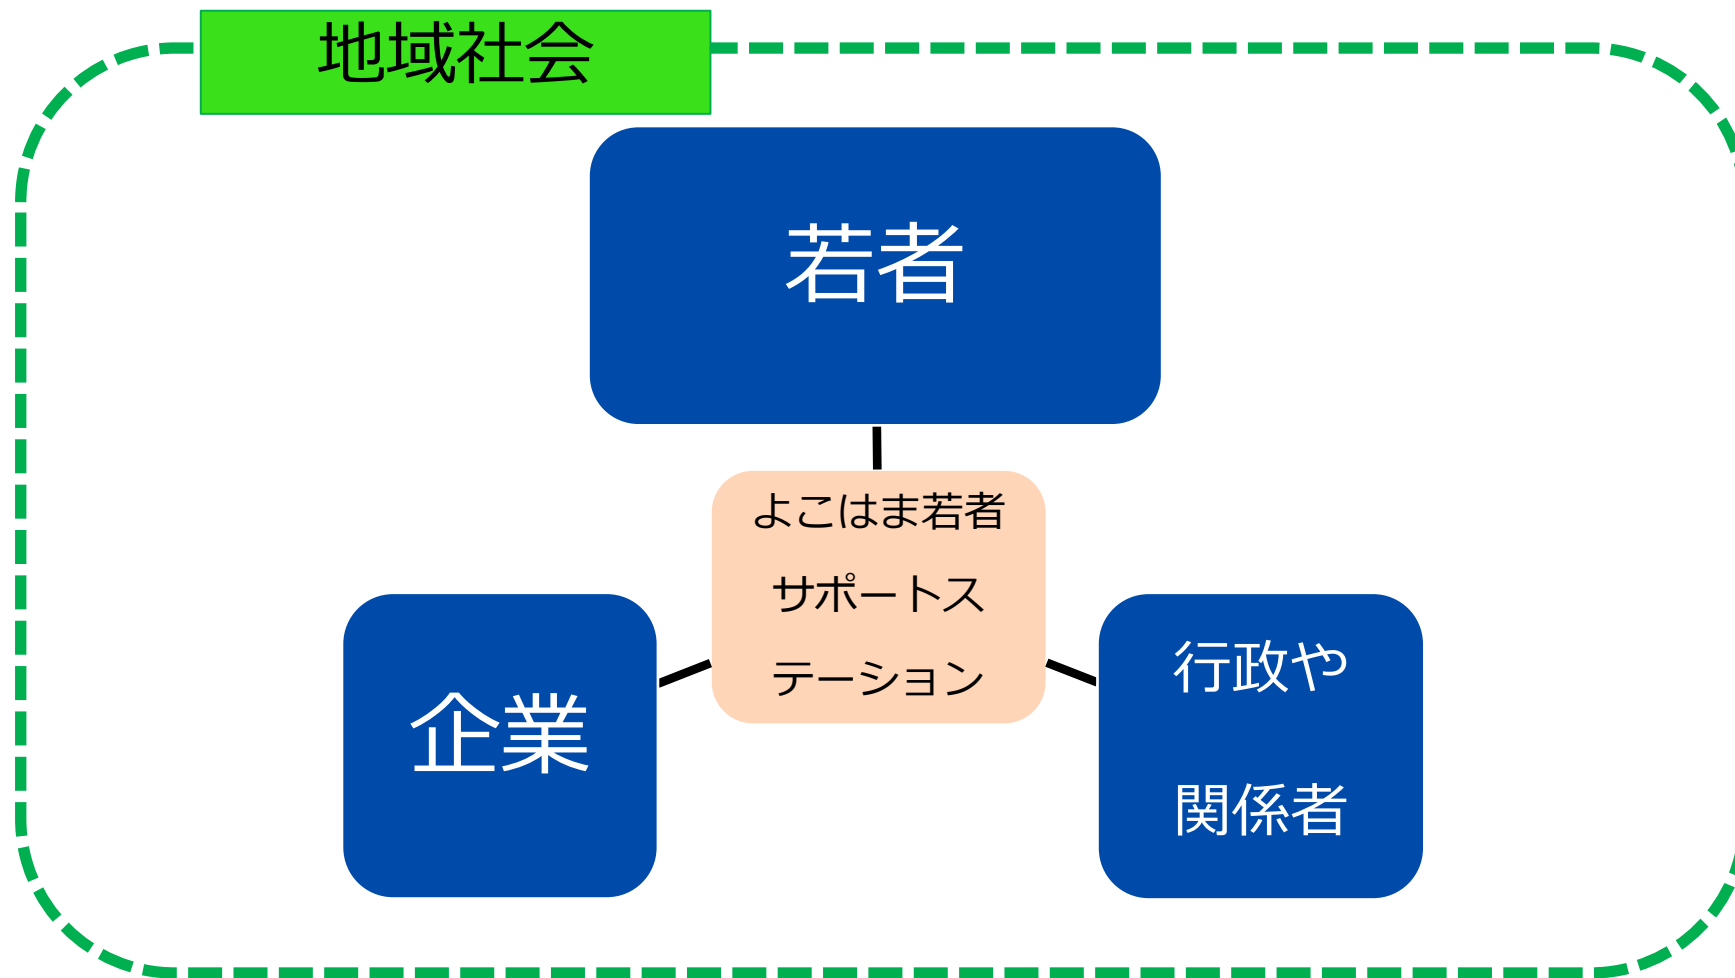 地域社会
若者
よこはま若者
サポートス
テーション
企業
行政や
関係者